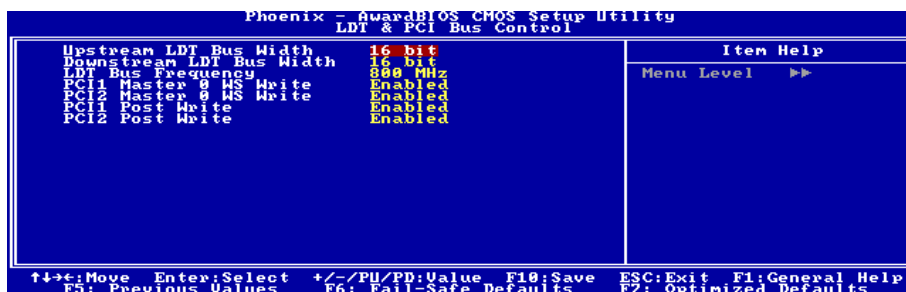 Phoenix - AwardBIOS CMOS Setup Utility
LDT & PCI Bus Control
Upstream LDT Bus Width 16 bit
Downstream LDT Bus Width 16 bit
LDT Bus Frequency 800 MHz
PCI1 Master 0 WS Write Enabled
PCI2 Master 0 WS Write Enabled
PCI1 Post Write Enabled
PCI2 Post Write Enabled
Item Help
Menu Level ▶▶
↑↓→←:Move Enter:Select +/-/PU/PD:Value F10:Save ESC:Exit F1:General Help
F5: Previous Values F6: Fail-Safe Defaults F7: Optimized Defaults